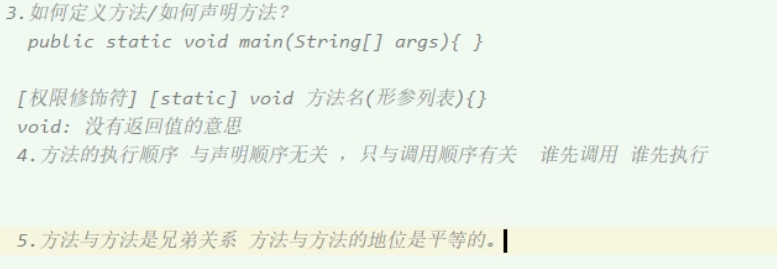 3.如何定义方法/如何声明方法？
public static void main(String[] args){ }
[权限修饰符] [static] void 方法名(形参列表){}
void: 没有返回值的意思
4.方法的执行顺序 与声明顺序无关 ，只与调用顺序有关  谁先调用 谁先执行
5.方法与方法是兄弟关系 方法与方法的地位是平等的。